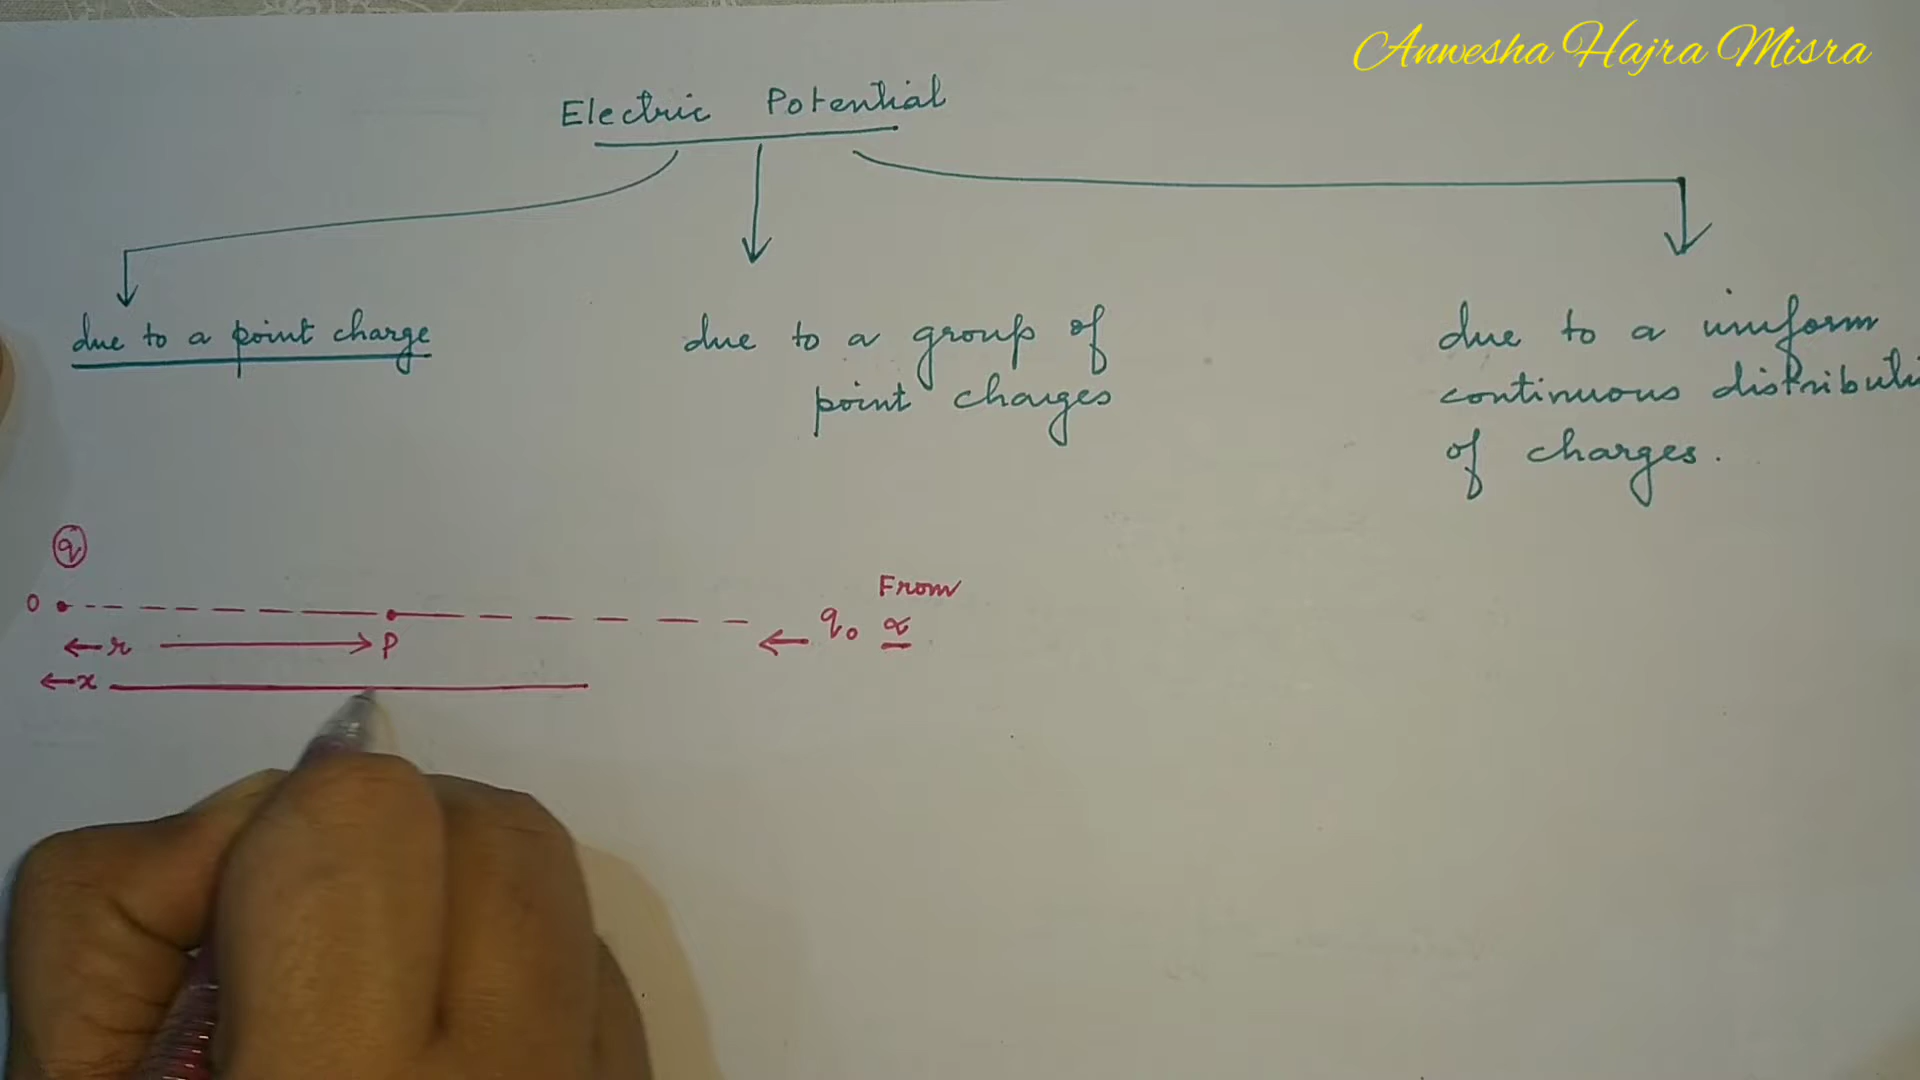 Anwesha Hajra Misra
Electric Potential
due to a point charge
due to a group of
point charges
due to a uniform
continuous distributi
of charges.
q
From
O
q₀ ∝
r
P
x